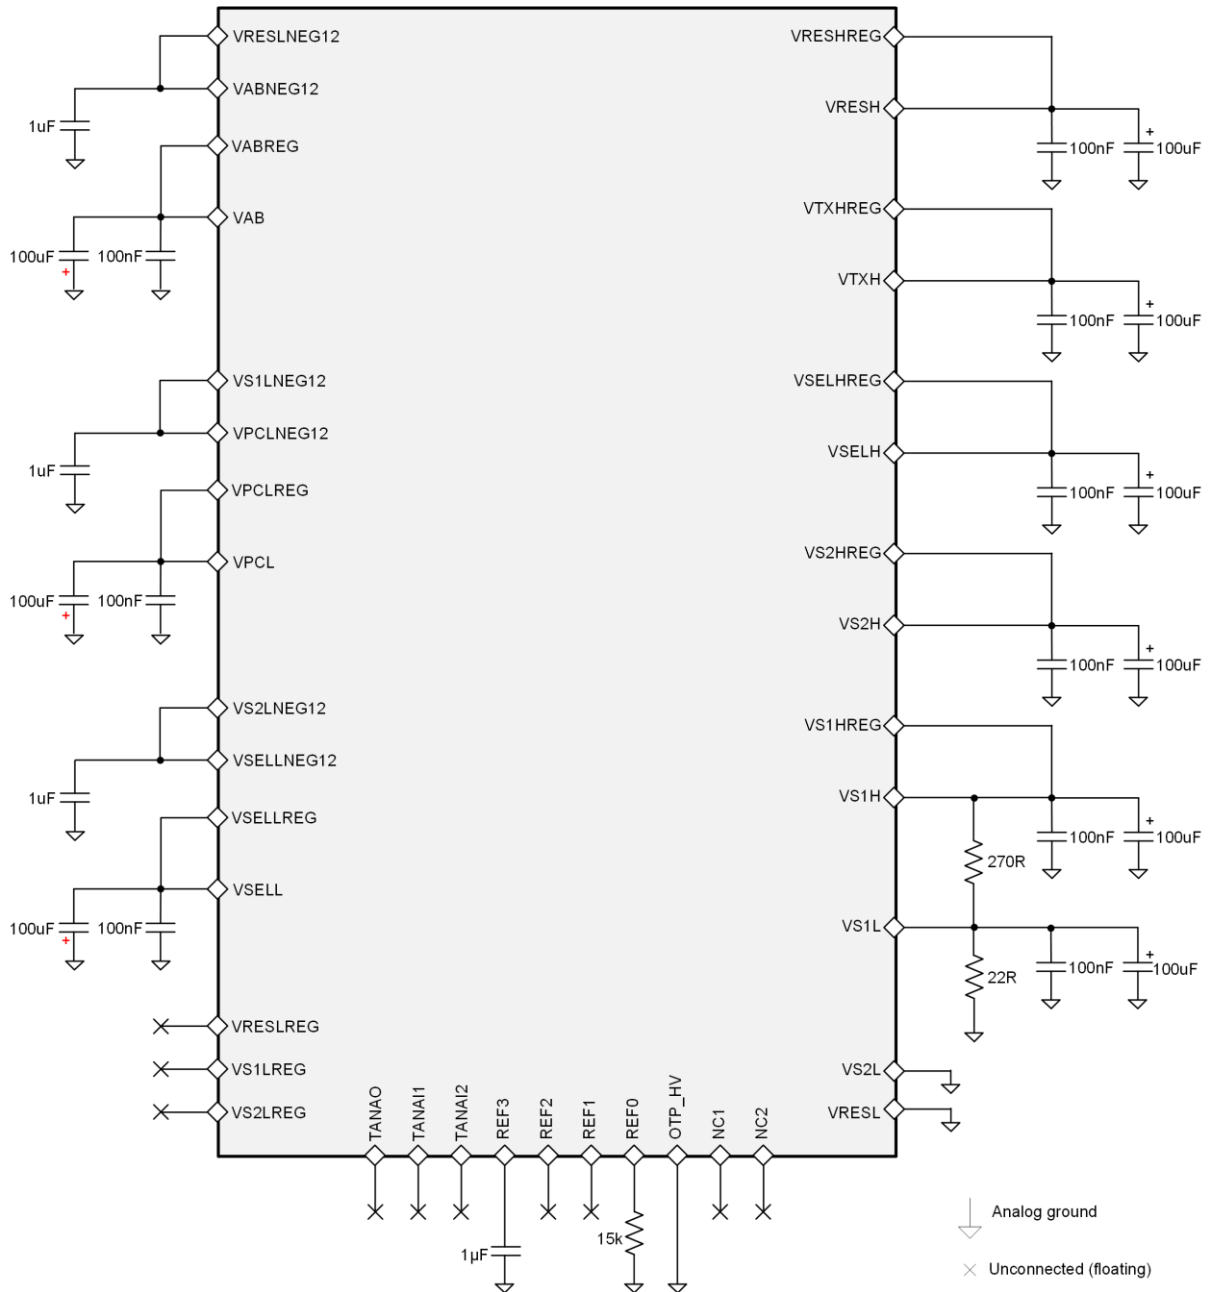 VRESLNEG12
VRESHREG
VABNEG12
VRESH
1uF
VABREG
+
100nF
100uF
VAB
VTXHREG
100uF
100nF
+
VTXH
+
100nF
100uF
VS1LNEG12
VSELHREG
VPCLNEG12
VSELH
1uF
VPCLREG
+
100nF
100uF
VPCL
VS2HREG
100uF
100nF
+
VS2H
+
100nF
100uF
VS2LNEG12
VS1HREG
VSELLNEG12
VS1H
1uF
VSELLREG
+
100nF
100uF
270R
VSELL
VS1L
100uF
100nF
+
+
22R
100nF
100uF
VRESLREG
VS1LREG
VS2L
VS2LREG
VRESL
TANAO
TANAI1
TANAI2
REF3
REF2
REF1
REF0
OTP_HV
NC1
NC2
1µF
15k
Analog ground
Unconnected (floating)